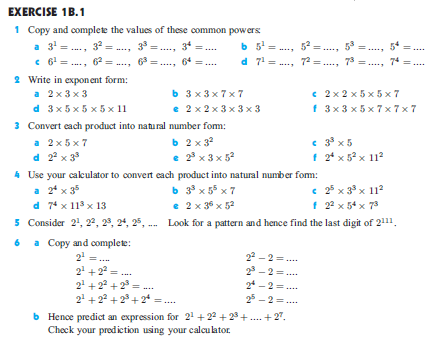 EXERCISE 1B.1
1 Copy and complete the values of these common powers:
a 3¹ = ...., 3² = ...., 3³ = ...., 3⁴ = .... b 5¹ = ...., 5² = ...., 5³ = ...., 5⁴ = ....
c 6¹ = ...., 6² = ...., 6³ = ...., 6⁴ = .... d 7¹ = ...., 7² = ...., 7³ = ...., 7⁴ = ....
2 Write in exponent form:
a 2 × 3 × 3 b 3 × 3 × 7 × 7 c 2 × 2 × 5 × 5 × 7
d 3 × 5 × 5 × 5 × 11 e 2 × 2 × 3 × 3 × 3 f 3 × 3 × 5 × 7 × 7 × 7
3 Convert each product into natural number form:
a 2 × 5 × 7 b 2 × 3² c 3³ × 5
d 2² × 3³ e 2³ × 3 × 5² f 2⁴ × 5² × 11²
4 Use your calculator to convert each product into natural number form:
a 2⁴ × 3⁵ b 3³ × 5⁵ × 7 c 2⁵ × 3³ × 11²
d 7⁴ × 11³ × 13 e 2 × 3⁶ × 5² f 2² × 5⁴ × 7³
5 Consider 2¹, 2², 2³, 2⁴, 2⁵, .... Look for a pattern and hence find the last digit of 2¹¹¹.
6 a Copy and complete:
2¹ = .... 2² − 2 = ....
2¹ + 2² = .... 2³ − 2 = ....
2¹ + 2² + 2³ = .... 2⁴ − 2 = ....
2¹ + 2² + 2³ + 2⁴ = .... 2⁵ − 2 = ....
b Hence predict an expression for 2¹ + 2² + 2³ + .... + 2ⁿ.
Check your prediction using your calculator.